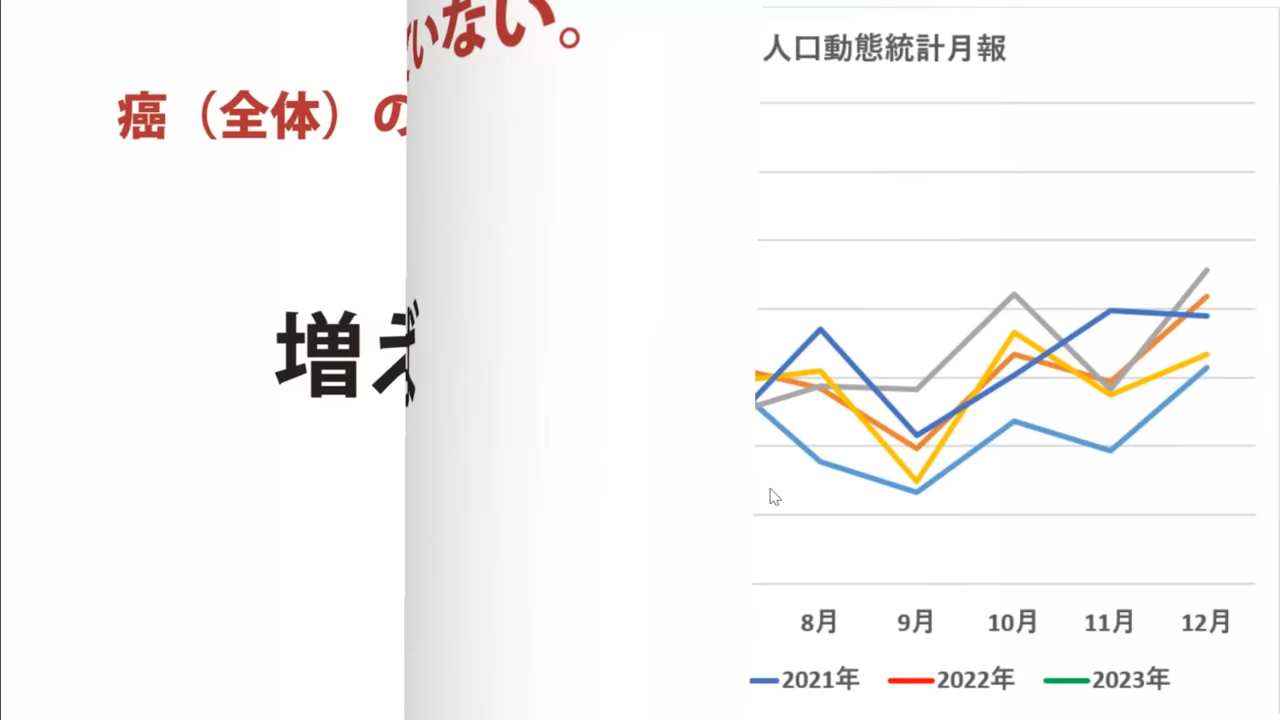 いない。
癌（全体）の
増え
人口動態統計月報
8月 9月 10月 11月 12月
2021年 2022年 2023年